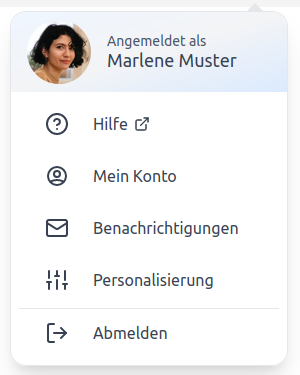 Angemeldet als
Marlene Muster
Hilfe
Mein Konto
Benachrichtigungen
Personalisierung
Abmelden